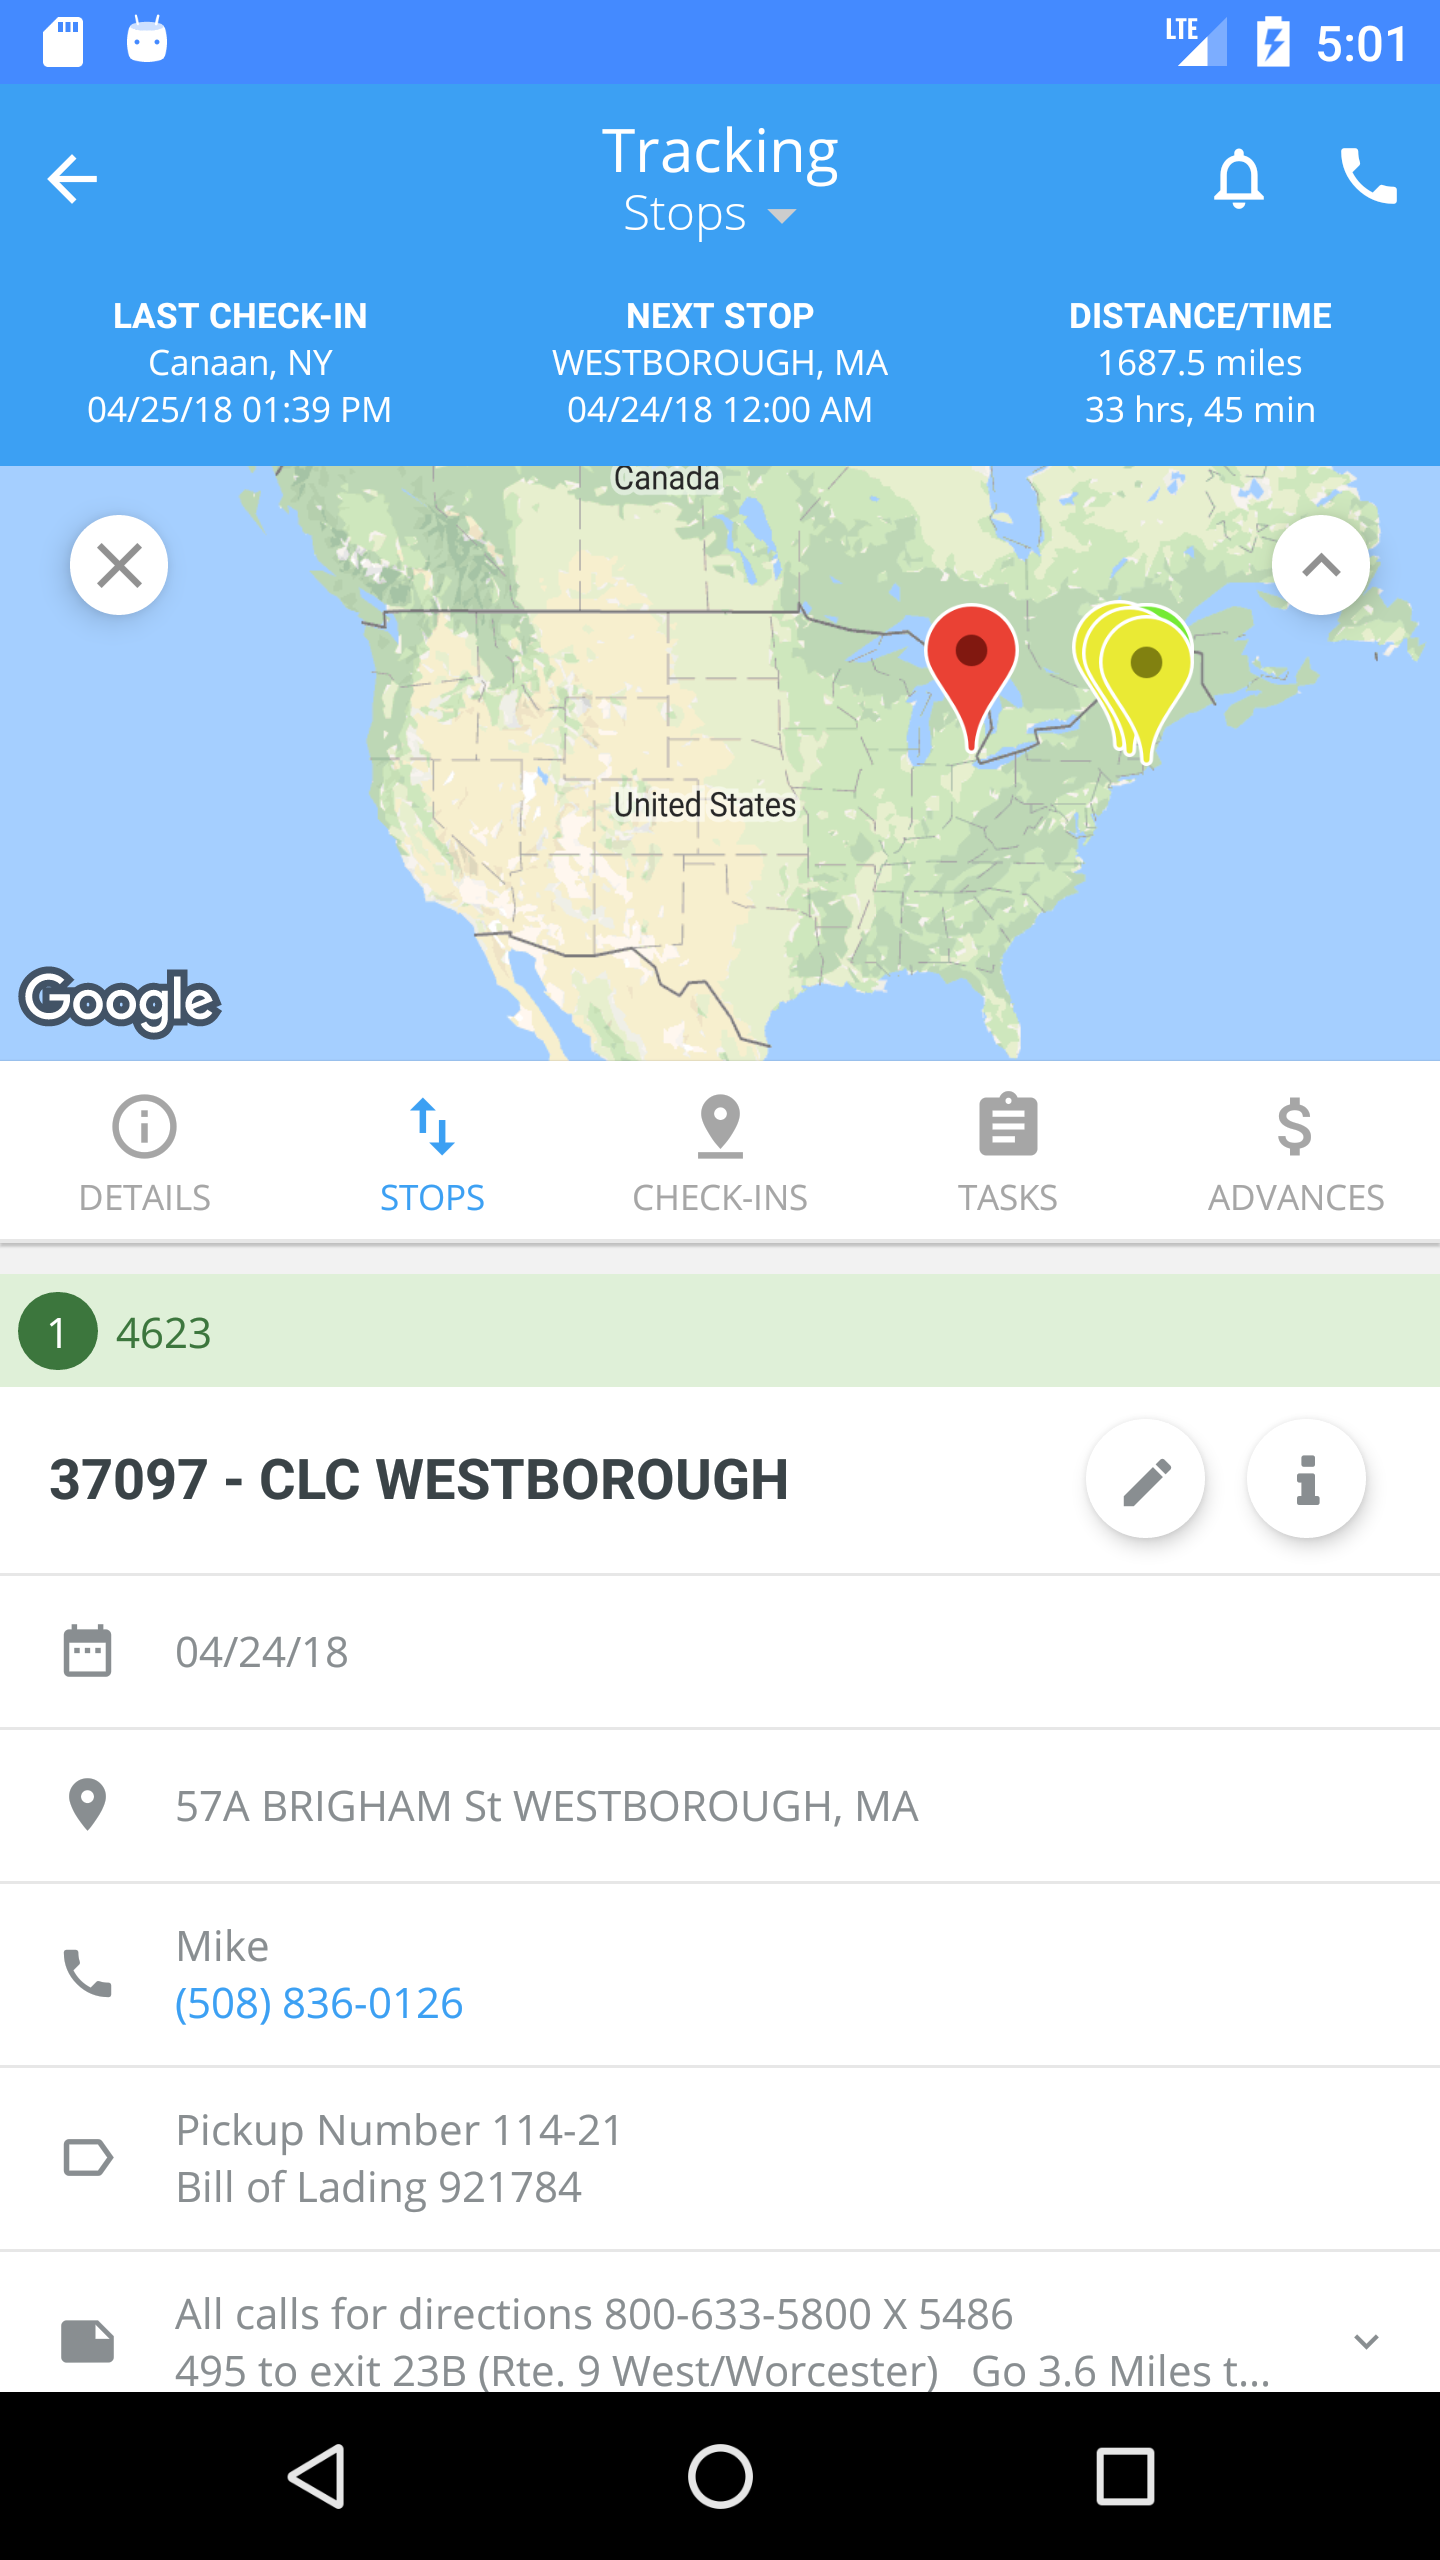 LTE 5:01
Tracking
Stops
LAST CHECK-IN
Canaan, NY
04/25/18 01:39 PM
NEXT STOP
WESTBOROUGH, MA
04/24/18 12:00 AM
DISTANCE/TIME
1687.5 miles
33 hrs, 45 min
Canada
United States
Google
DETAILS
STOPS
CHECK-INS
TASKS
ADVANCES
1 4623
37097 - CLC WESTBOROUGH
04/24/18
57A BRIGHAM St WESTBOROUGH, MA
Mike
(508) 836-0126
Pickup Number 114-21
Bill of Lading 921784
All calls for directions 800-633-5800 X 5486
495 to exit 23B (Rte. 9 West/Worcester)   Go 3.6 Miles t...